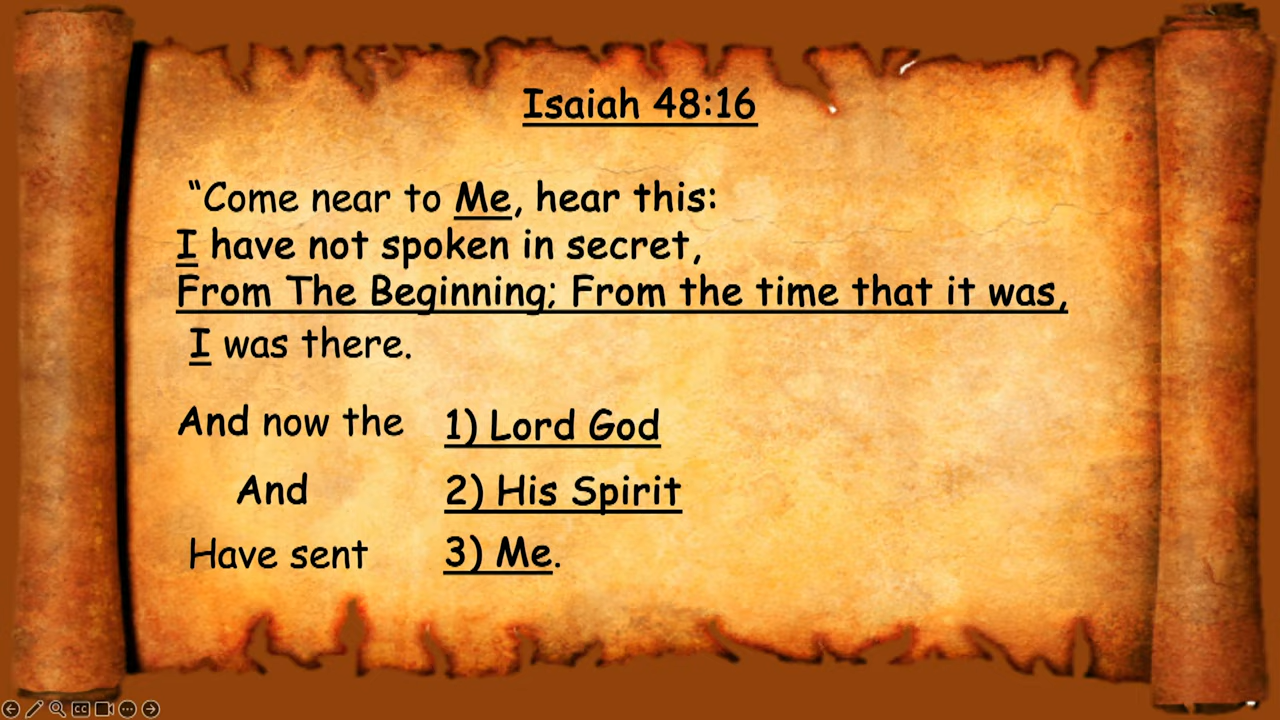 Isaiah 48:16
“Come near to Me, hear this:
I have not spoken in secret,
From The Beginning; From the time that it was,
I was there.
And now the 1) Lord God
And 2) His Spirit
Have sent 3) Me.
CC